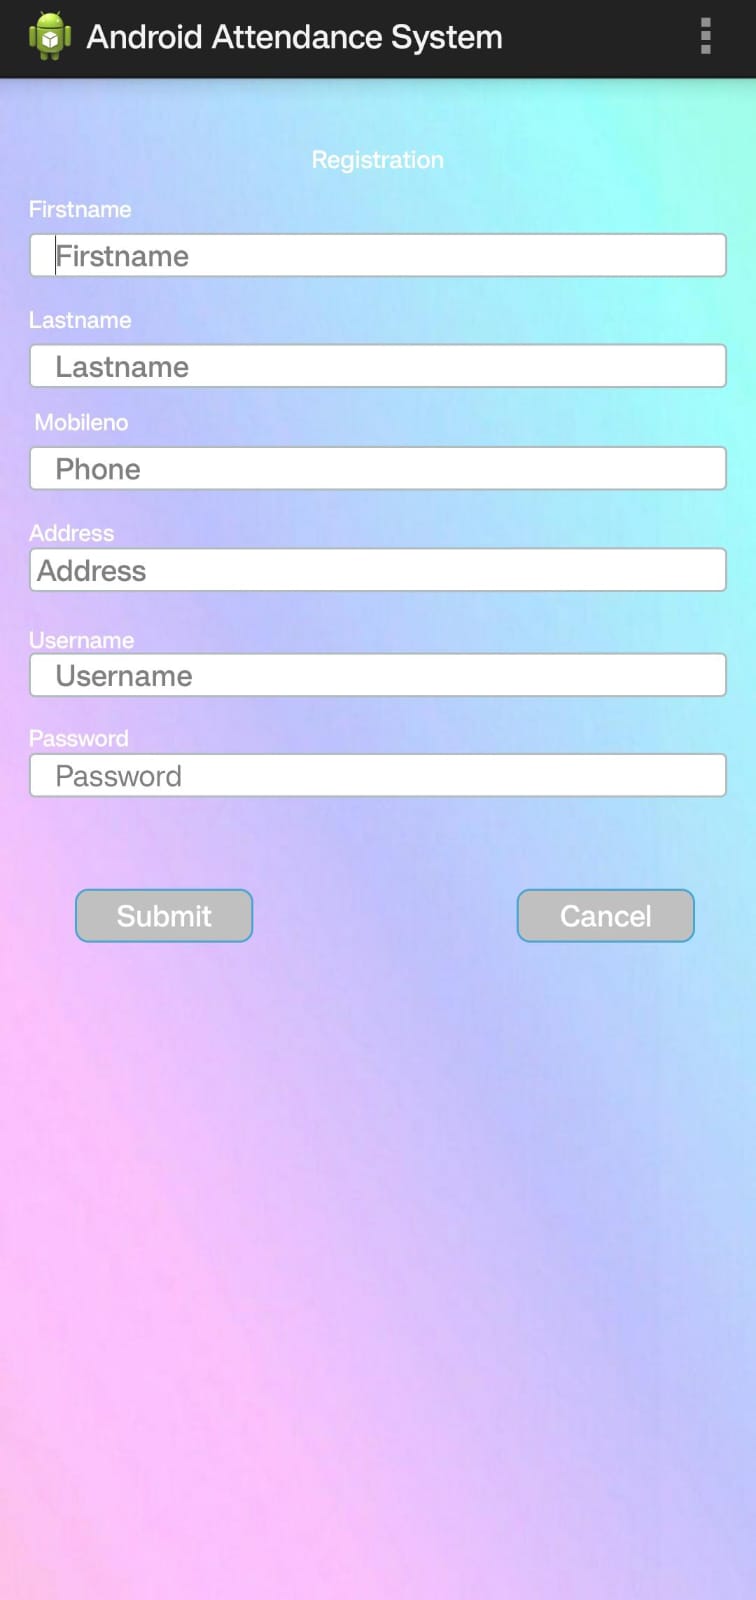 Android Attendance System
Registration
Firstname
Firstname
Lastname
Lastname
Mobileno
Phone
Address
Address
Username
Username
Password
Password
Submit Cancel